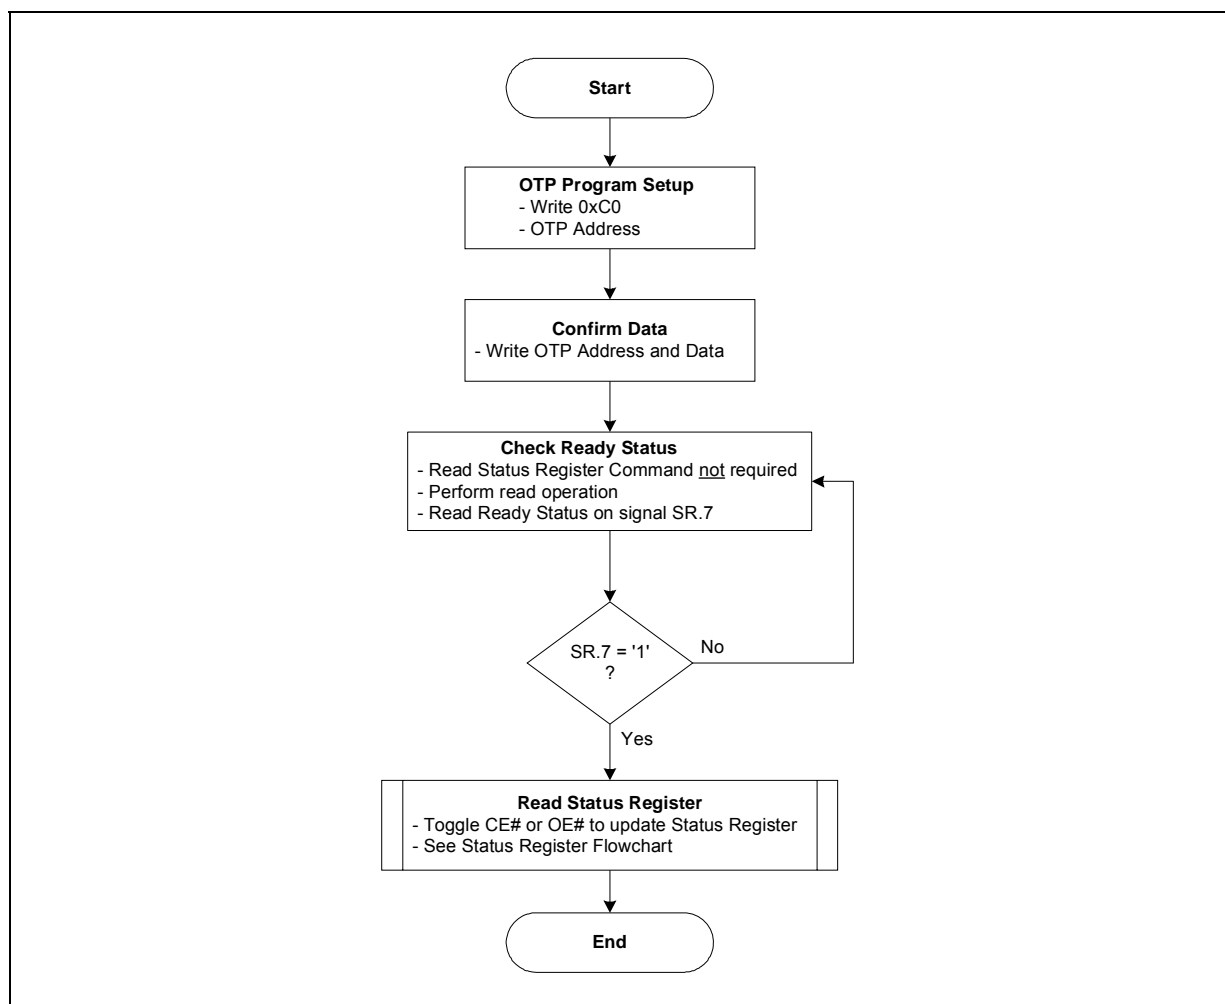 Start
OTP Program Setup
- Write 0xC0
- OTP Address
Confirm Data
- Write OTP Address and Data
Check Ready Status
- Read Status Register Command not required
- Perform read operation
- Read Ready Status on signal SR.7
SR.7 = '1'
?
No
Yes
Read Status Register
- Toggle CE# or OE# to update Status Register
- See Status Register Flowchart
End